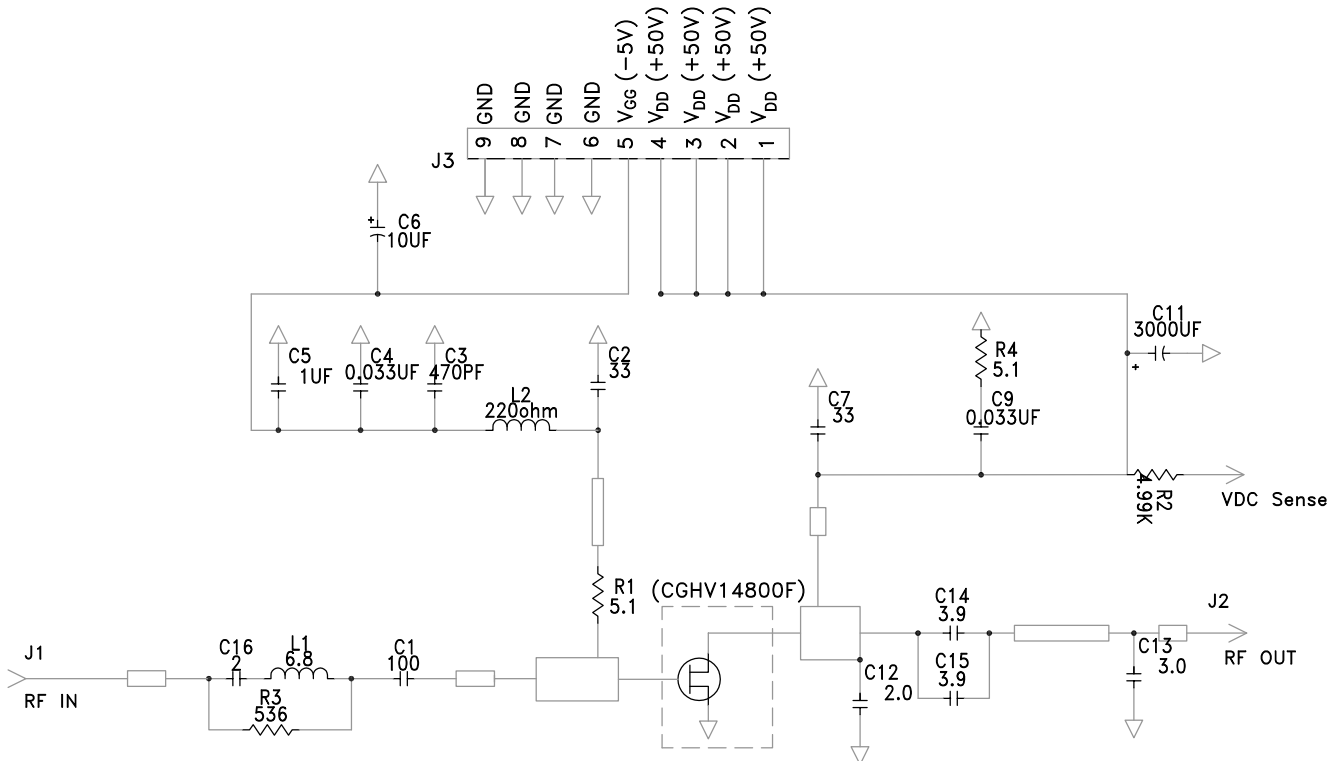 GND
GND
GND
GND
VGG (-5V)
VDD (+50V)
VDD (+50V)
VDD (+50V)
VDD (+50V)
J3
9
8
7
6
5
4
3
2
1
+
C6
10UF
C5
1UF
C4
0.033UF
C3
470PF
C2
33
L2
220ohm
C11
3000UF
+
R4
5.1
C9
0.033UF
C7
33
R2
4.99K
VDC Sense
R1
5.1
(CGHV14800F)
J1
RF IN
C16
2
L1
6.8
R3
536
C1
100
C14
3.9
C15
3.9
C12
2.0
C13
3.0
J2
RF OUT